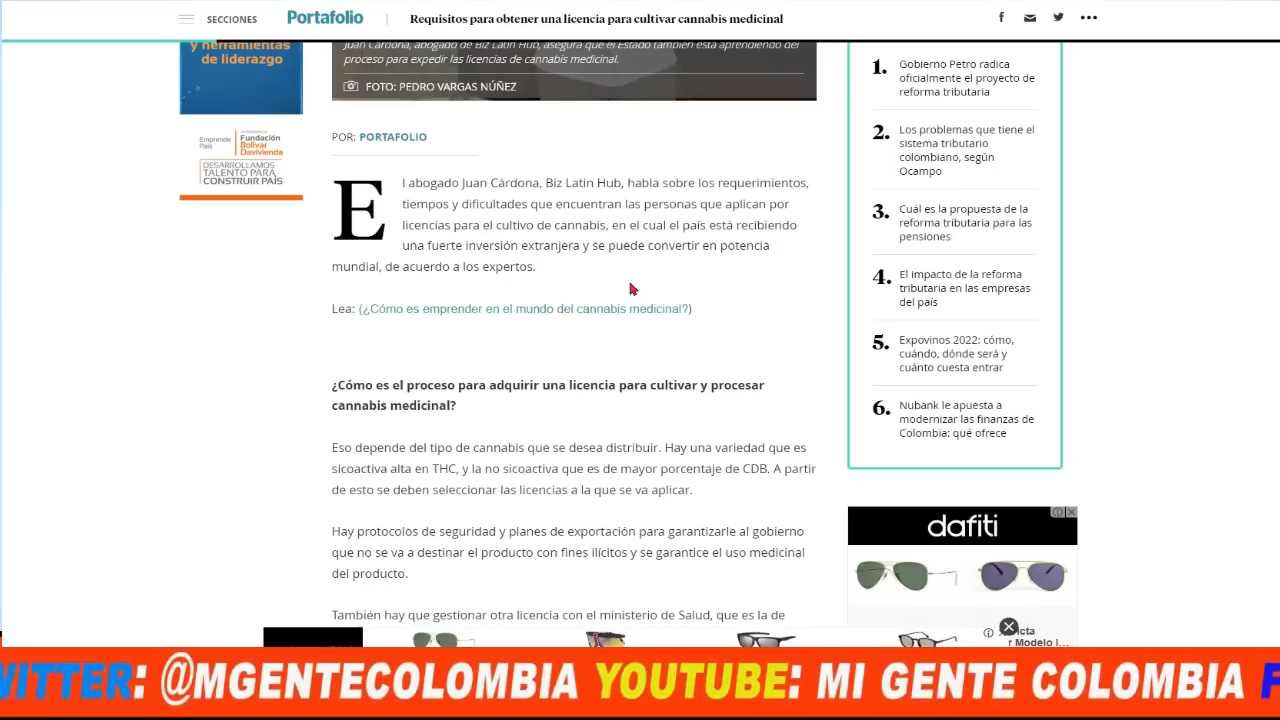 SECCIONES
Portafolio
Requisitos para obtener una licencia para cultivar cannabis medicinal
y herramientas
de liderazgo
Emprende
País
Fundación
Bolívar
Davivienda
DESARROLLAMOS
TALENTO PARA
CONSTRUIR PAÍS
Juan Cardona, abogado de Biz Latin Hub, asegura que el Estado también está aprendiendo del
proceso para expedir las licencias de cannabis medicinal.
FOTO: PEDRO VARGAS NÚÑEZ
POR: PORTAFOLIO
El abogado Juan Cárdona, Biz Latin Hub, habla sobre los requerimientos,
tiempos y dificultades que encuentran las personas que aplican por
licencias para el cultivo de cannabis, en el cual el país está recibiendo
una fuerte inversión extranjera y se puede convertir en potencia
mundial, de acuerdo a los expertos.
Lea: (¿Cómo es emprender en el mundo del cannabis medicinal?)
¿Cómo es el proceso para adquirir una licencia para cultivar y procesar
cannabis medicinal?
Eso depende del tipo de cannabis que se desea distribuir. Hay una variedad que es
sicoactiva alta en THC, y la no sicoactiva que es de mayor porcentaje de CDB. A partir
de esto se deben seleccionar las licencias a la que se va aplicar.
Hay protocolos de seguridad y planes de exportación para garantizarle al gobierno
que no se va a destinar el producto con fines ilícitos y se garantice el uso medicinal
del producto.
También hay que gestionar otra licencia con el ministerio de Salud, que es la de
1. Gobierno Petro radica
oficialmente el proyecto de
reforma tributaria
2. Los problemas que tiene el
sistema tributario
colombiano, según
Ocampo
3. Cuál es la propuesta de la
reforma tributaria para las
pensiones
4. El impacto de la reforma
tributaria en las empresas
del país
5. Expovinos 2022: cómo,
cuándo, dónde será y
cuánto cuesta entrar
6. Nubank le apuesta a
modernizar las finanzas de
Colombia: qué ofrece
dafiti
Modelo l...
WITTER: @MGENTECOLOMBIA YOUTUBE: MI GENTE COLOMBIA F